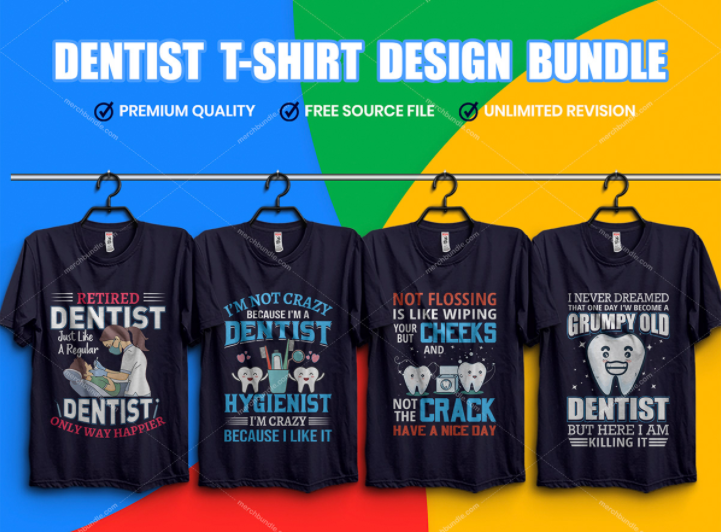 DENTIST T-SHIRT DESIGN BUNDLE
PREMIUM QUALITY
FREE SOURCE FILE
UNLIMITED REVISION
RETIRED
DENTIST
Just Like
A Regular
DENTIST
ONLY WAY HAPPIER
I'M NOT CRAZY
BECAUSE I'M A
DENTIST
HYGIENIST
I'M CRAZY
BECAUSE I LIKE IT
NOT FLOSSING
IS LIKE WIPING
YOUR CHEEKS
BUT
AND
NOT
THE CRACK
HAVE A NICE DAY
I NEVER DREAMED
THAT ONE DAY I'M BECOME A
GRUMPY OLD
DENTIST
BUT HERE I AM
KILLING IT
merchbundle.com